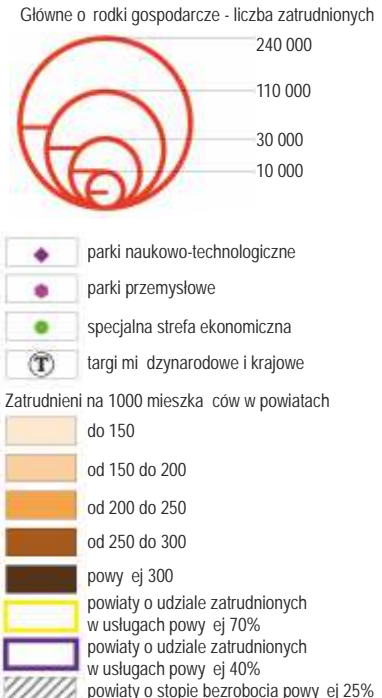 Główne o rodki gospodarcze - liczba zatrudnionych
240 000
110 000
30 000
10 000
parki naukowo-technologiczne
parki przemysłowe
specjalna strefa ekonomiczna
T targi mi dzynarodowe i krajowe
Zatrudnieni na 1000 mieszka ców w powiatach
do 150
od 150 do 200
od 200 do 250
od 250 do 300
powy ej 300
powiaty o udziale zatrudnionych
w usługach powy ej 70%
powiaty o udziale zatrudnionych
w usługach powy ej 40%
powiaty o stopie bezrobocia powy ej 25%